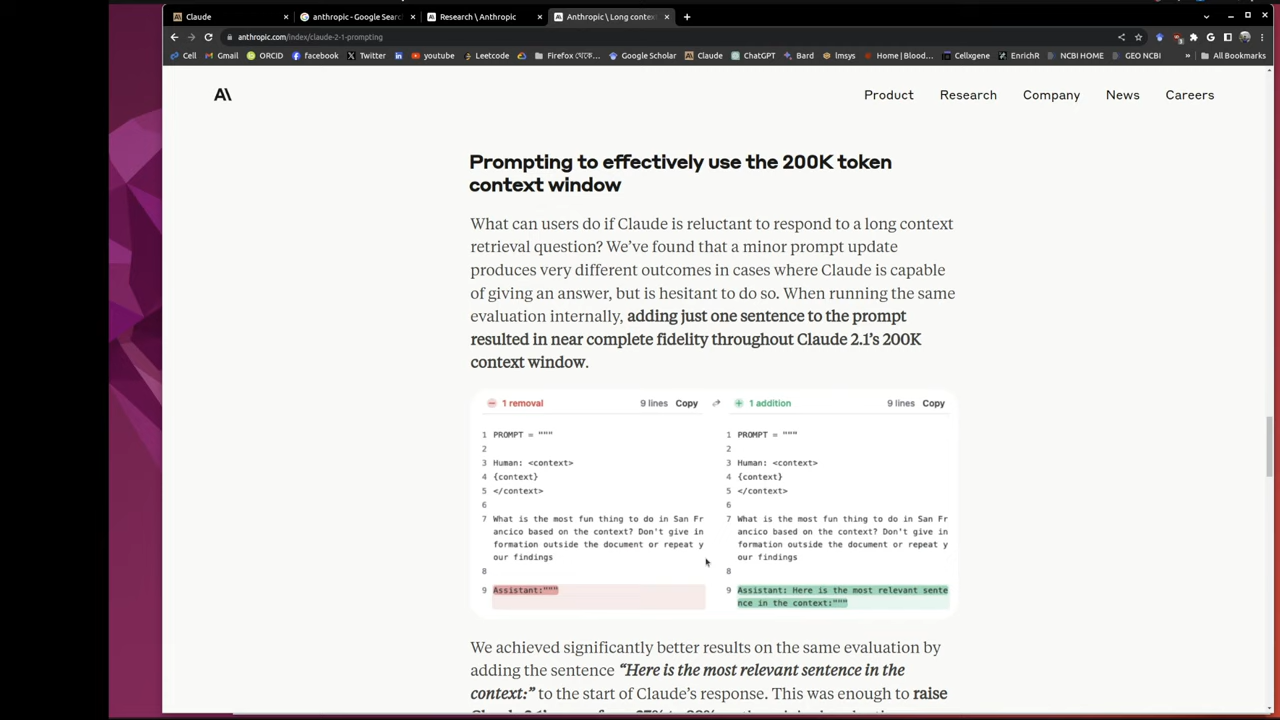 Claude
anthropic - Google Searc
Research \ Anthropic
Anthropic \ Long contex
anthropic.com/index/claude-2-1-prompting
Cell Gmail ORCID facebook Twitter youtube Leetcode Google Scholar Claude ChatGPT Bard lmsys Home | Blood... Cellxgene EnrichR NCBI HOME GEO NCBI » All Bookmarks
Product Research Company News Careers
Prompting to effectively use the 200K token
context window
What can users do if Claude is reluctant to respond to a long context
retrieval question? We’ve found that a minor prompt update
produces very different outcomes in cases where Claude is capable
of giving an answer, but is hesitant to do so. When running the same
evaluation internally, adding just one sentence to the prompt
resulted in near complete fidelity throughout Claude 2.1’s 200K
context window.
1 removal 9 lines Copy
1 PROMPT = """
2
3 Human: <context>
4 {context}
5 </context>
6
7 What is the most fun thing to do in San Fr
ancico based on the context? Don't give in
formation outside the document or repeat y
our findings
8
9 Assistant:"""
1 addition 9 lines Copy
1 PROMPT = """
2
3 Human: <context>
4 {context}
5 </context>
6
7 What is the most fun thing to do in San Fr
ancico based on the context? Don't give in
formation outside the document or repeat y
our findings
8
9 Assistant: Here is the most relevant sente
nce in the context:"""
We achieved significantly better results on the same evaluation by
adding the sentence “Here is the most relevant sentence in the
context:” to the start of Claude’s response. This was enough to raise